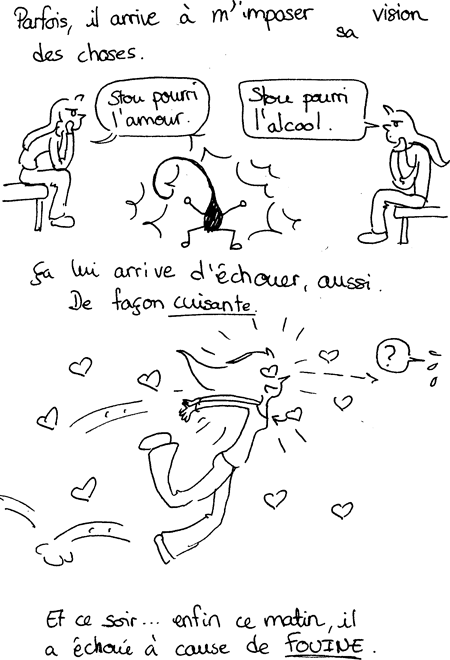 Parfois, il arrive à m'imposer sa vision
des choses.
Stou pourri
l'amour.
Stou pourri
l'alcool.
ça lui arrive d'échouer, aussi.
De façon cuisante.
?
Et ce soir... enfin ce matin, il
a échoué à cause de FOUINE.